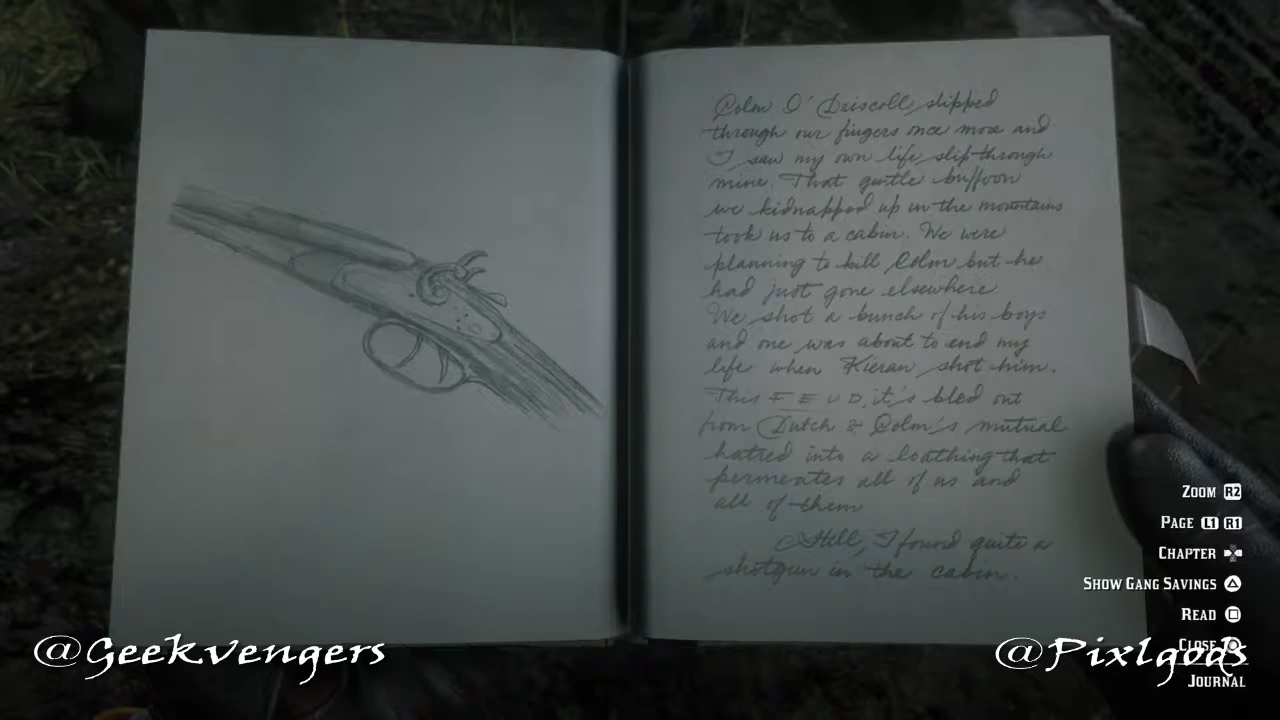 Colm O'Driscoll slipped
through our fingers once more and
I saw my own life slip through
mine. That gentle buffoon
we kidnapped up in the mountains
took us to a cabin. We were
planning to kill Colm but he
had just gone elsewhere
We shot a bunch of his boys
and one was about to end my
life when Kieran shot him.
This F E U D, it's bled out
from Dutch & Colm's mutual
hatred into a loathing that
permeates all of us and
all of them
Still, I found quite a
shotgun in the cabin.
ZOOM R2
PAGE L1 R1
CHAPTER
SHOW GANG SAVINGS
READ
CLOSE
JOURNAL
@Geekvengers
@Pixlgods